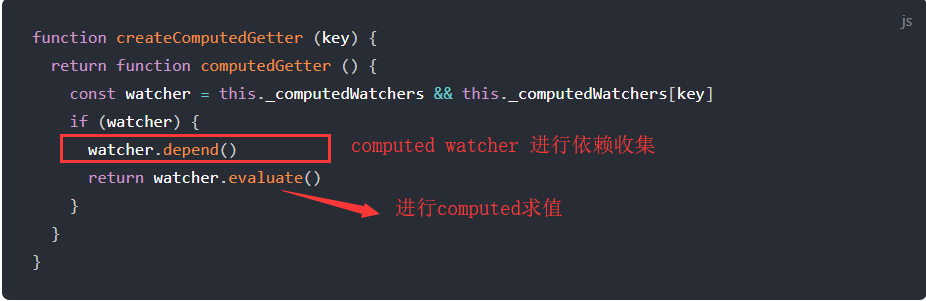 js
function createComputedGetter (key) {
  return function computedGetter () {
    const watcher = this._computedWatchers && this._computedWatchers[key]
    if (watcher) {
      watcher.depend() computed watcher 进行依赖收集
      return watcher.evaluate()
进行computed求值
    }
  }
}